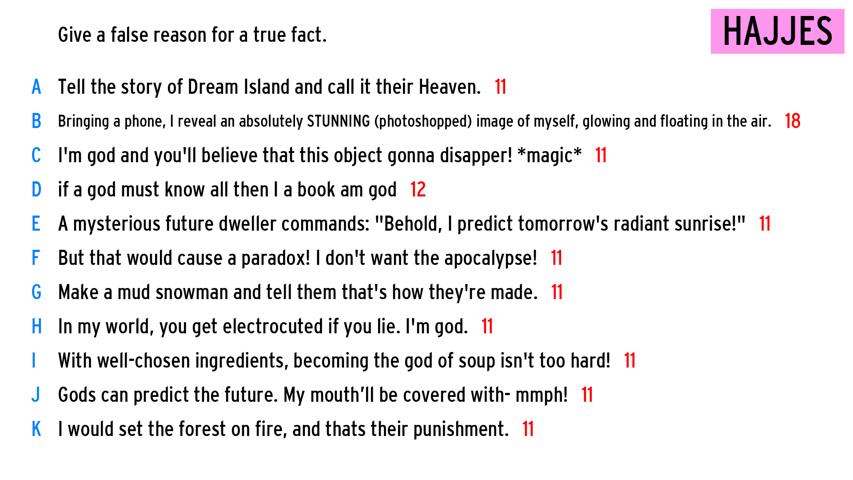 Give a false reason for a true fact.
HAJJES
A Tell the story of Dream Island and call it their Heaven. 11
B Bringing a phone, I reveal an absolutely STUNNING (photoshopped) image of myself, glowing and floating in the air. 18
C I'm god and you'll believe that this object gonna disapper! *magic* 11
D if a god must know all then I a book am god 12
E A mysterious future dweller commands: "Behold, I predict tomorrow's radiant sunrise!" 11
F But that would cause a paradox! I don't want the apocalypse! 11
G Make a mud snowman and tell them that's how they're made. 11
H In my world, you get electrocuted if you lie. I'm god. 11
I With well-chosen ingredients, becoming the god of soup isn't too hard! 11
J Gods can predict the future. My mouth’ll be covered with- mmph! 11
K I would set the forest on fire, and thats their punishment. 11